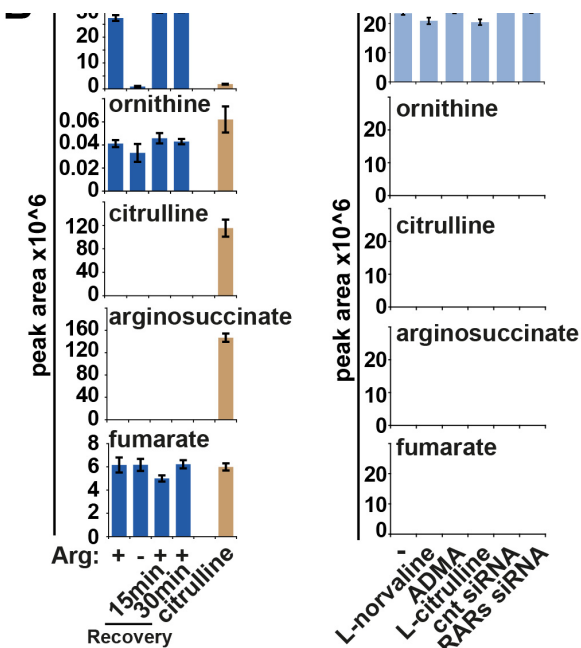 20
10
0
ornithine
0.06
0.04
0.02
0
citrulline
120
80
40
0
arginosuccinate
160
120
80
40
0
fumarate
8
6
4
2
0
peak area x10^6
Arg: + - + +
15min
30min
citrulline
Recovery
20
10
0
ornithine
20
10
0
citrulline
20
10
0
arginosuccinate
20
10
0
fumarate
20
10
0
peak area x10^6
-
L-norvaline
ADMA
L-citrulline
cnt siRNA
RARs siRNA